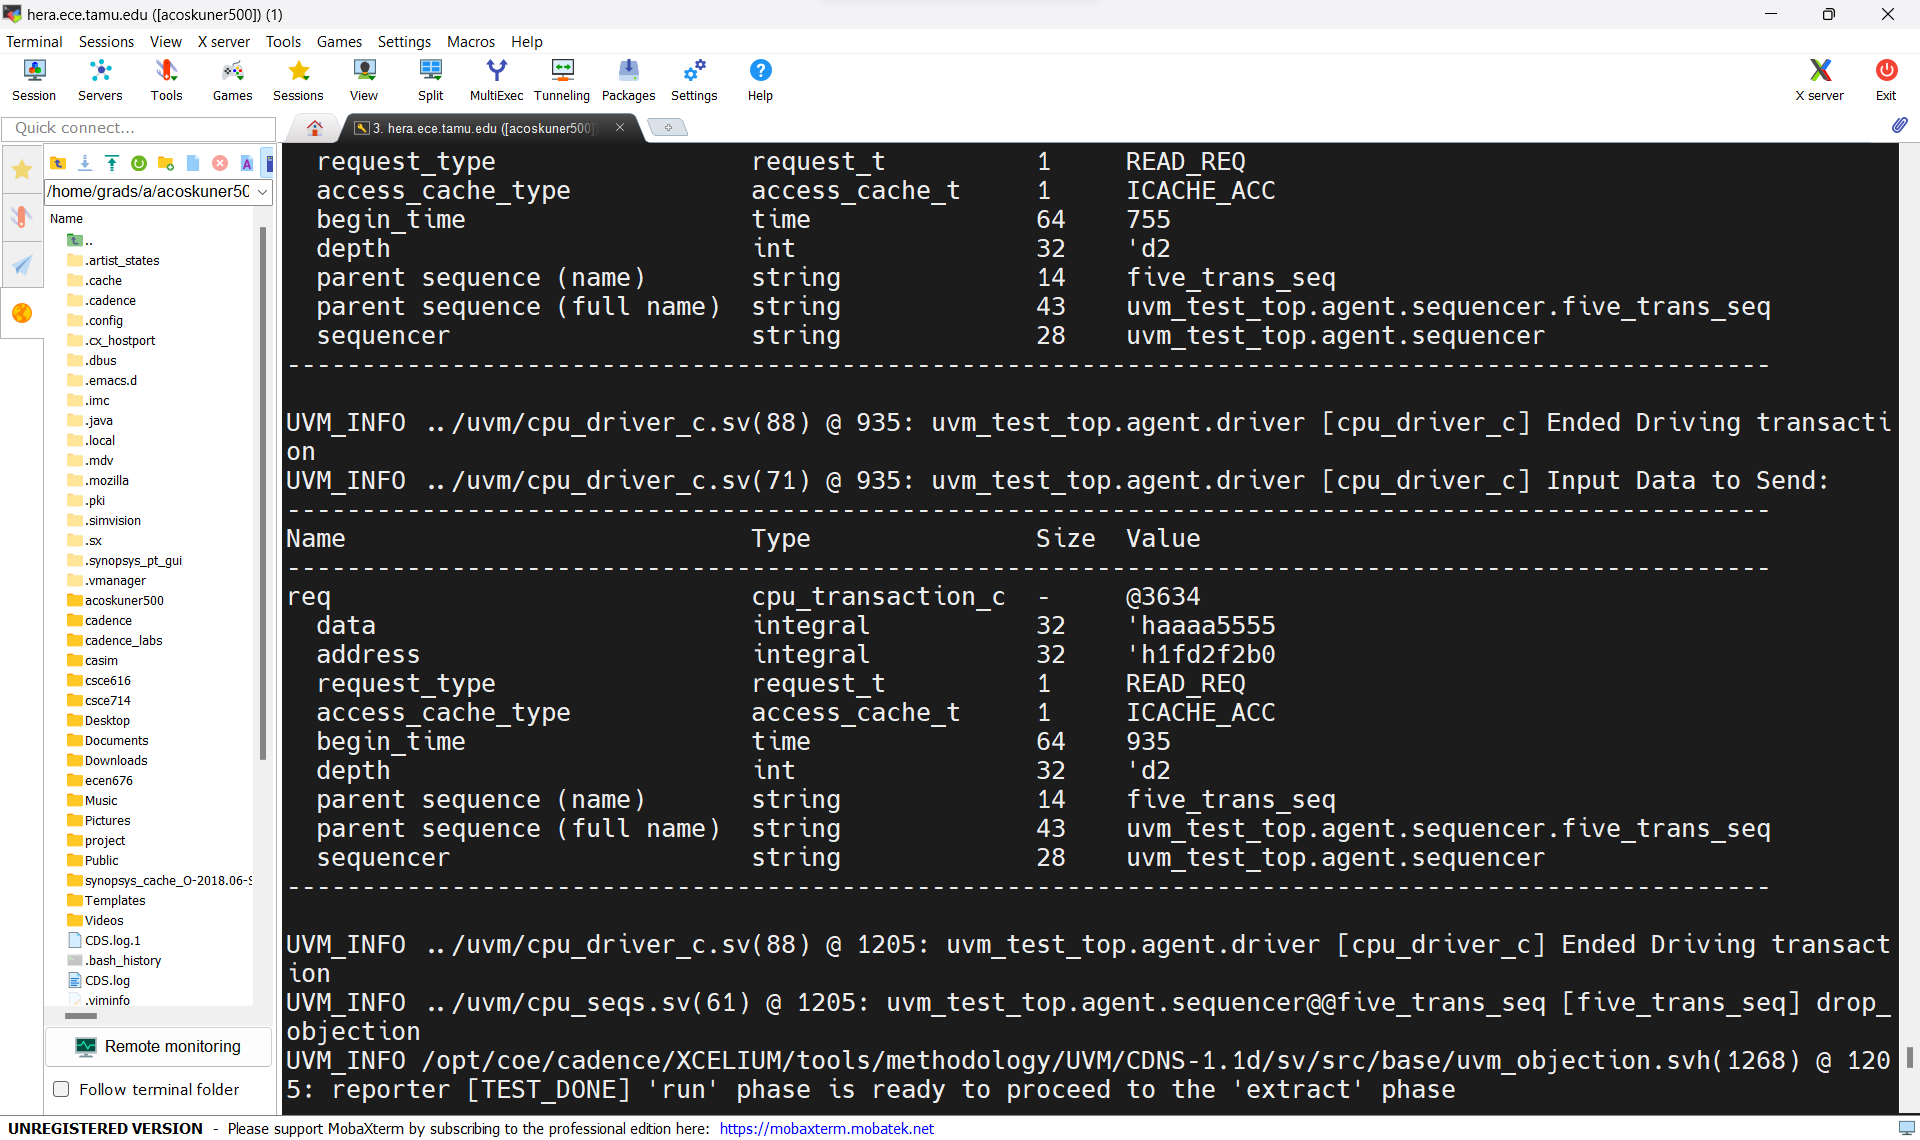 hera.ece.tamu.edu ([acoskuner500]) (1)
Terminal Sessions View X server Tools Games Settings Macros Help
Session Servers Tools Games Sessions View Split MultiExec Tunneling Packages Settings Help X server Exit
Quick connect...
3. hera.ece.tamu.edu ([acoskuner500]
/home/grads/a/acoskuner50
Name
..
.artist_states
.cache
.cadence
.config
.cx_hostport
.dbus
.emacs.d
.imc
.java
.local
.mdv
.mozilla
.pki
.simvision
.sx
.synopsys_pt_gui
.vmanager
acoskuner500
cadence
cadence_labs
casim
csce616
csce714
Desktop
Documents
Downloads
ecen676
Music
Pictures
project
Public
synopsys_cache_O-2018.06-S
Templates
Videos
CDS.log.1
.bash_history
CDS.log
.viminfo
Remote monitoring
Follow terminal folder
request_type request_t 1 READ_REQ
access_cache_type access_cache_t 1 ICACHE_ACC
begin_time time 64 755
depth int 32 'd2
parent sequence (name) string 14 five_trans_seq
parent sequence (full name) string 43 uvm_test_top.agent.sequencer.five_trans_seq
sequencer string 28 uvm_test_top.agent.sequencer
----------------------------------------------------------------------------------------------------
UVM_INFO ../uvm/cpu_driver_c.sv(88) @ 935: uvm_test_top.agent.driver [cpu_driver_c] Ended Driving transacti
on
UVM_INFO ../uvm/cpu_driver_c.sv(71) @ 935: uvm_test_top.agent.driver [cpu_driver_c] Input Data to Send:
----------------------------------------------------------------------------------------------------
Name Type Size Value
----------------------------------------------------------------------------------------------------
req cpu_transaction_c - @3634
data integral 32 'haaaa5555
address integral 32 'h1fd2f2b0
request_type request_t 1 READ_REQ
access_cache_type access_cache_t 1 ICACHE_ACC
begin_time time 64 935
depth int 32 'd2
parent sequence (name) string 14 five_trans_seq
parent sequence (full name) string 43 uvm_test_top.agent.sequencer.five_trans_seq
sequencer string 28 uvm_test_top.agent.sequencer
----------------------------------------------------------------------------------------------------
UVM_INFO ../uvm/cpu_driver_c.sv(88) @ 1205: uvm_test_top.agent.driver [cpu_driver_c] Ended Driving transact
ion
UVM_INFO ../uvm/cpu_seqs.sv(61) @ 1205: uvm_test_top.agent.sequencer@@five_trans_seq [five_trans_seq] drop_
objection
UVM_INFO /opt/coe/cadence/XCELIUM/tools/methodology/UVM/CDNS-1.1d/sv/src/base/uvm_objection.svh(1268) @ 120
5: reporter [TEST_DONE] 'run' phase is ready to proceed to the 'extract' phase
UNREGISTERED VERSION - Please support MobaXterm by subscribing to the professional edition here: https://mobaxterm.mobatek.net